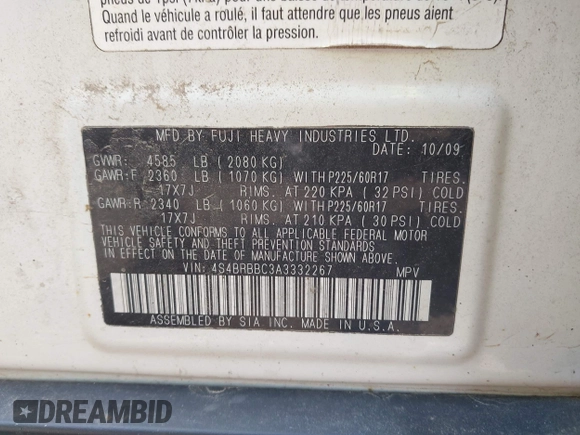 Quand le véhicule a roulé, il faut attendre que les pneus aient
refroidi avant de contrôler la pression.
MFD BY FUJI HEAVY INDUSTRIES LTD.
DATE: 10/09
GVWR: 4585 LB (2080 KG)
GAWR:F 2360 LB (1070 KG) WITH P225/60R17 TIRES.
17X7J RIMS. AT 220 KPA (32 PSI) COLD
GAWR:R 2340 LB (1060 KG) WITH P225/60R17 TIRES.
17X7J RIMS. AT 210 KPA (30 PSI) COLD
THIS VEHICLE CONFORMS TO ALL APPLICABLE FEDERAL MOTOR
VEHICLE SAFETY AND THEFT PREVENTION STANDARDS
IN EFFECT ON THE DATE OF MANUFACTURE SHOWN ABOVE.
VIN: 4S4BRBBC3A3332267 MPV
ASSEMBLED BY SIA INC. MADE IN U.S.A.
DREAMBID